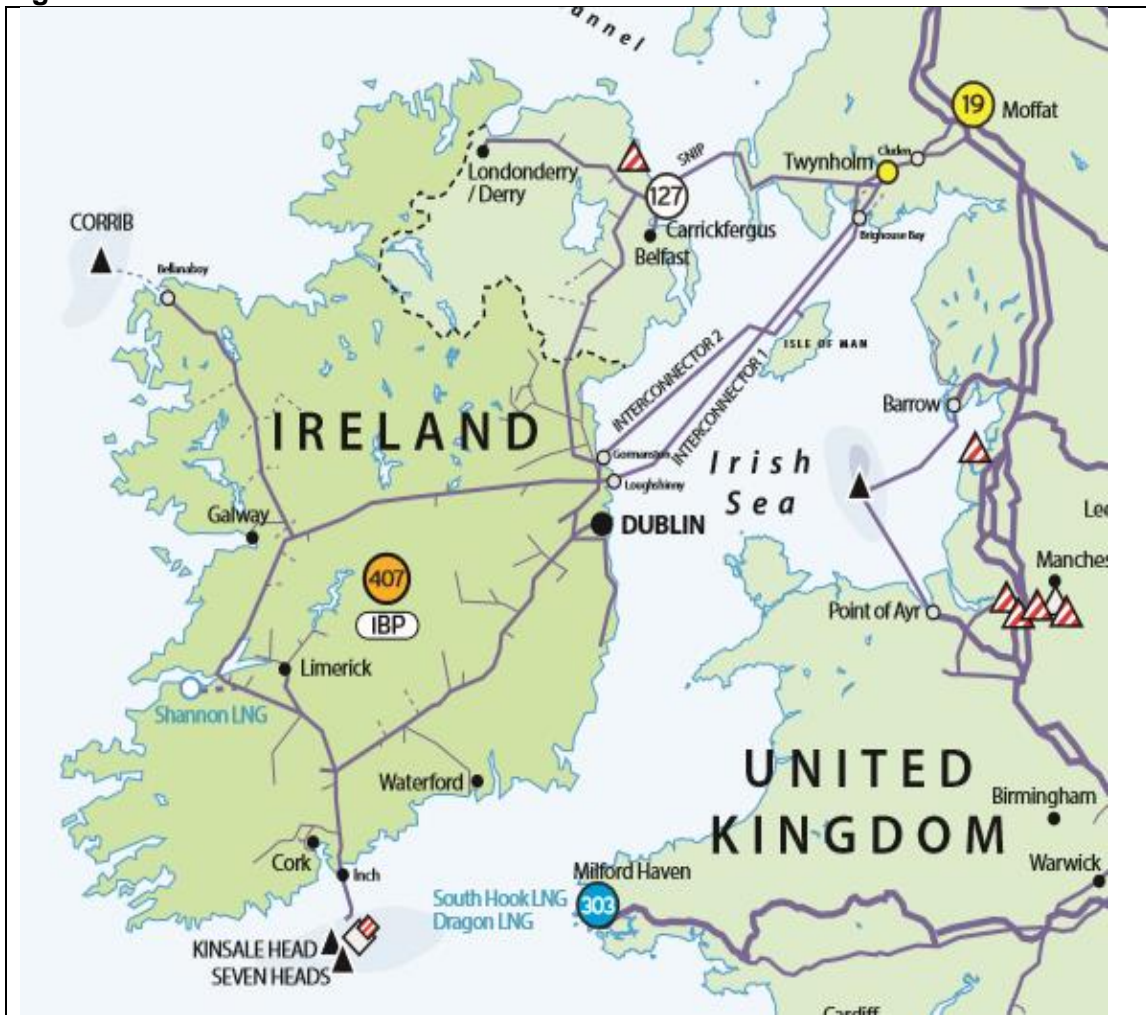 annel
19
Moffat
Cluden
Twynholm
SNIP
Londonderry
/ Derry
127
Carrickfergus
Belfast
Brighouse Bay
CORRIB
Bellanaboy
ISLE OF MAN
INTERCONNECTOR 2
INTERCONNECTOR 1
Barrow
IRELAND
Gormanston
Loughshinny
Irish
Sea
Galway
DUBLIN
Lee
Manches
407
IBP
Point of Ayr
Limerick
Shannon LNG
UNITED
KINGDOM
Waterford
Birmingham
Cork
Inch
Milford Haven
Warwick
South Hook LNG
Dragon LNG
303
KINSALE HEAD
SEVEN HEADS
Cardiff